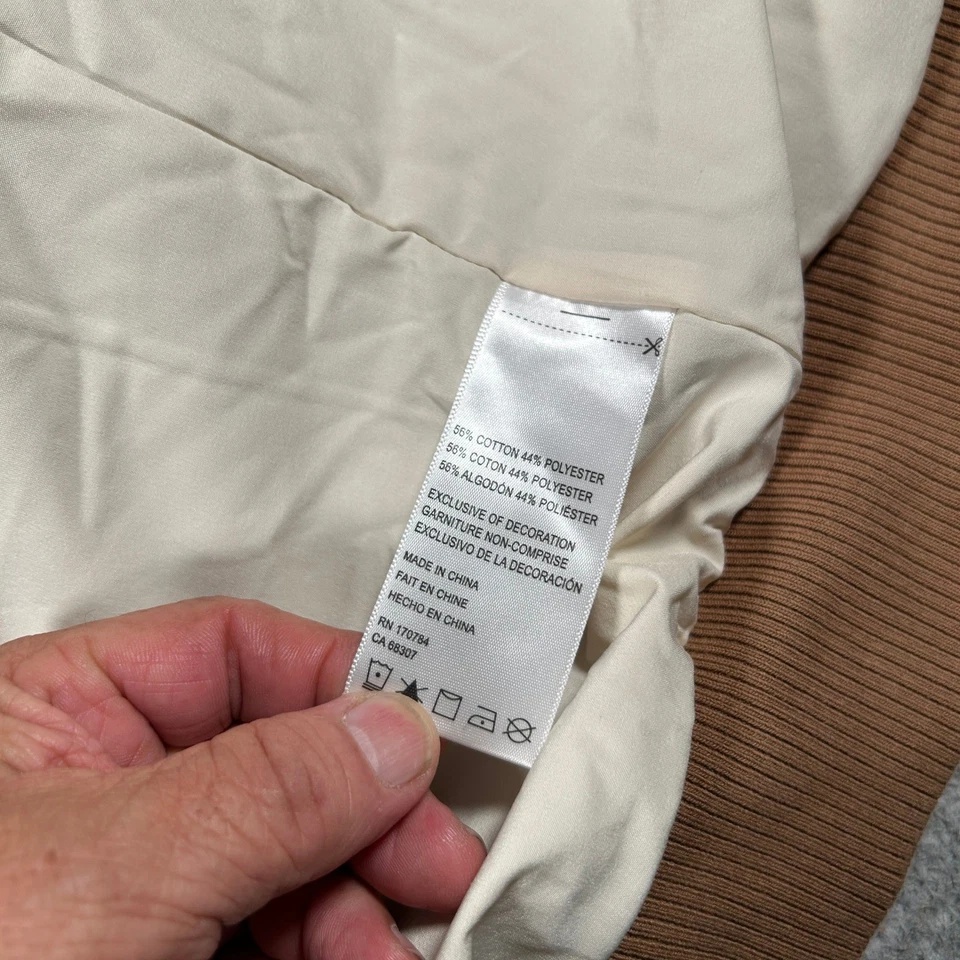 56% COTTON 44% POLYESTER
56% COTON 44% POLYESTER
56% ALGODÓN 44% POLIÉSTER
EXCLUSIVE OF DECORATION
GARNITURE NON-COMPRISE
EXCLUSIVO DE LA DECORACIÓN
MADE IN CHINA
FAIT EN CHINE
HECHO EN CHINA
RN 170784
CA 68307